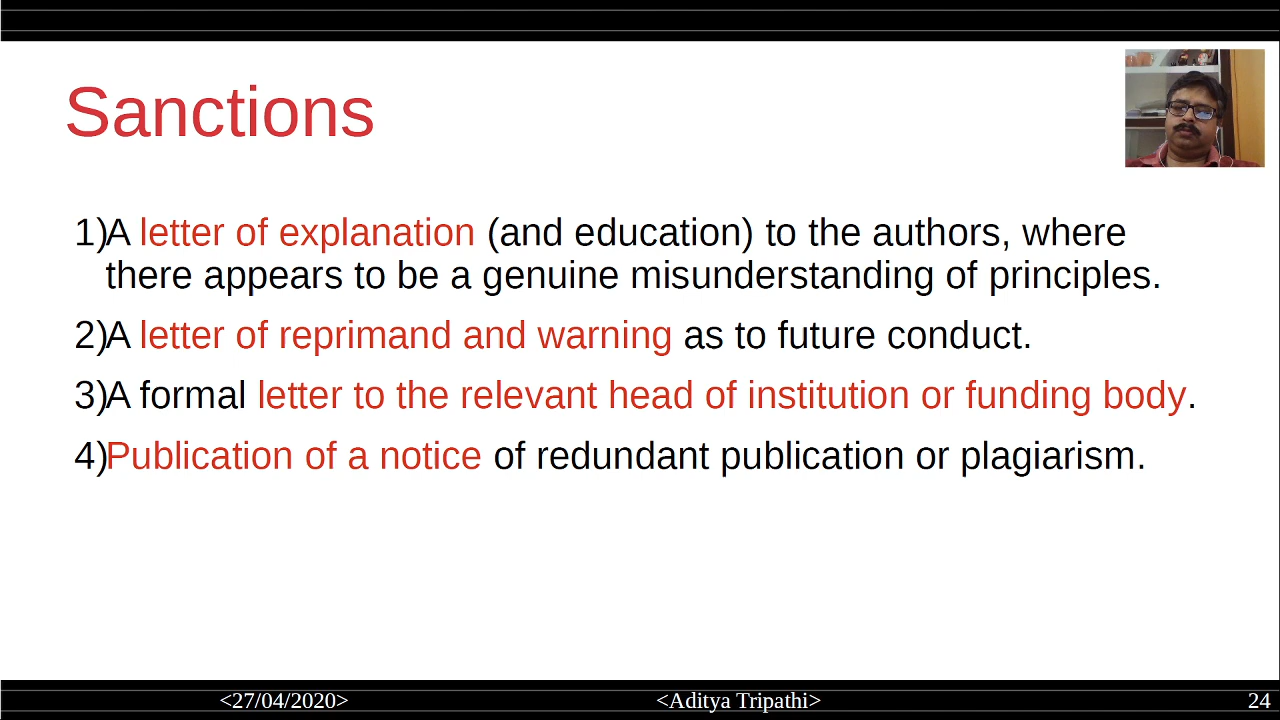 Sanctions
1)A letter of explanation (and education) to the authors, where
there appears to be a genuine misunderstanding of principles.
2)A letter of reprimand and warning as to future conduct.
3)A formal letter to the relevant head of institution or funding body.
4)Publication of a notice of redundant publication or plagiarism.
<27/04/2020> <Aditya Tripathi> 24